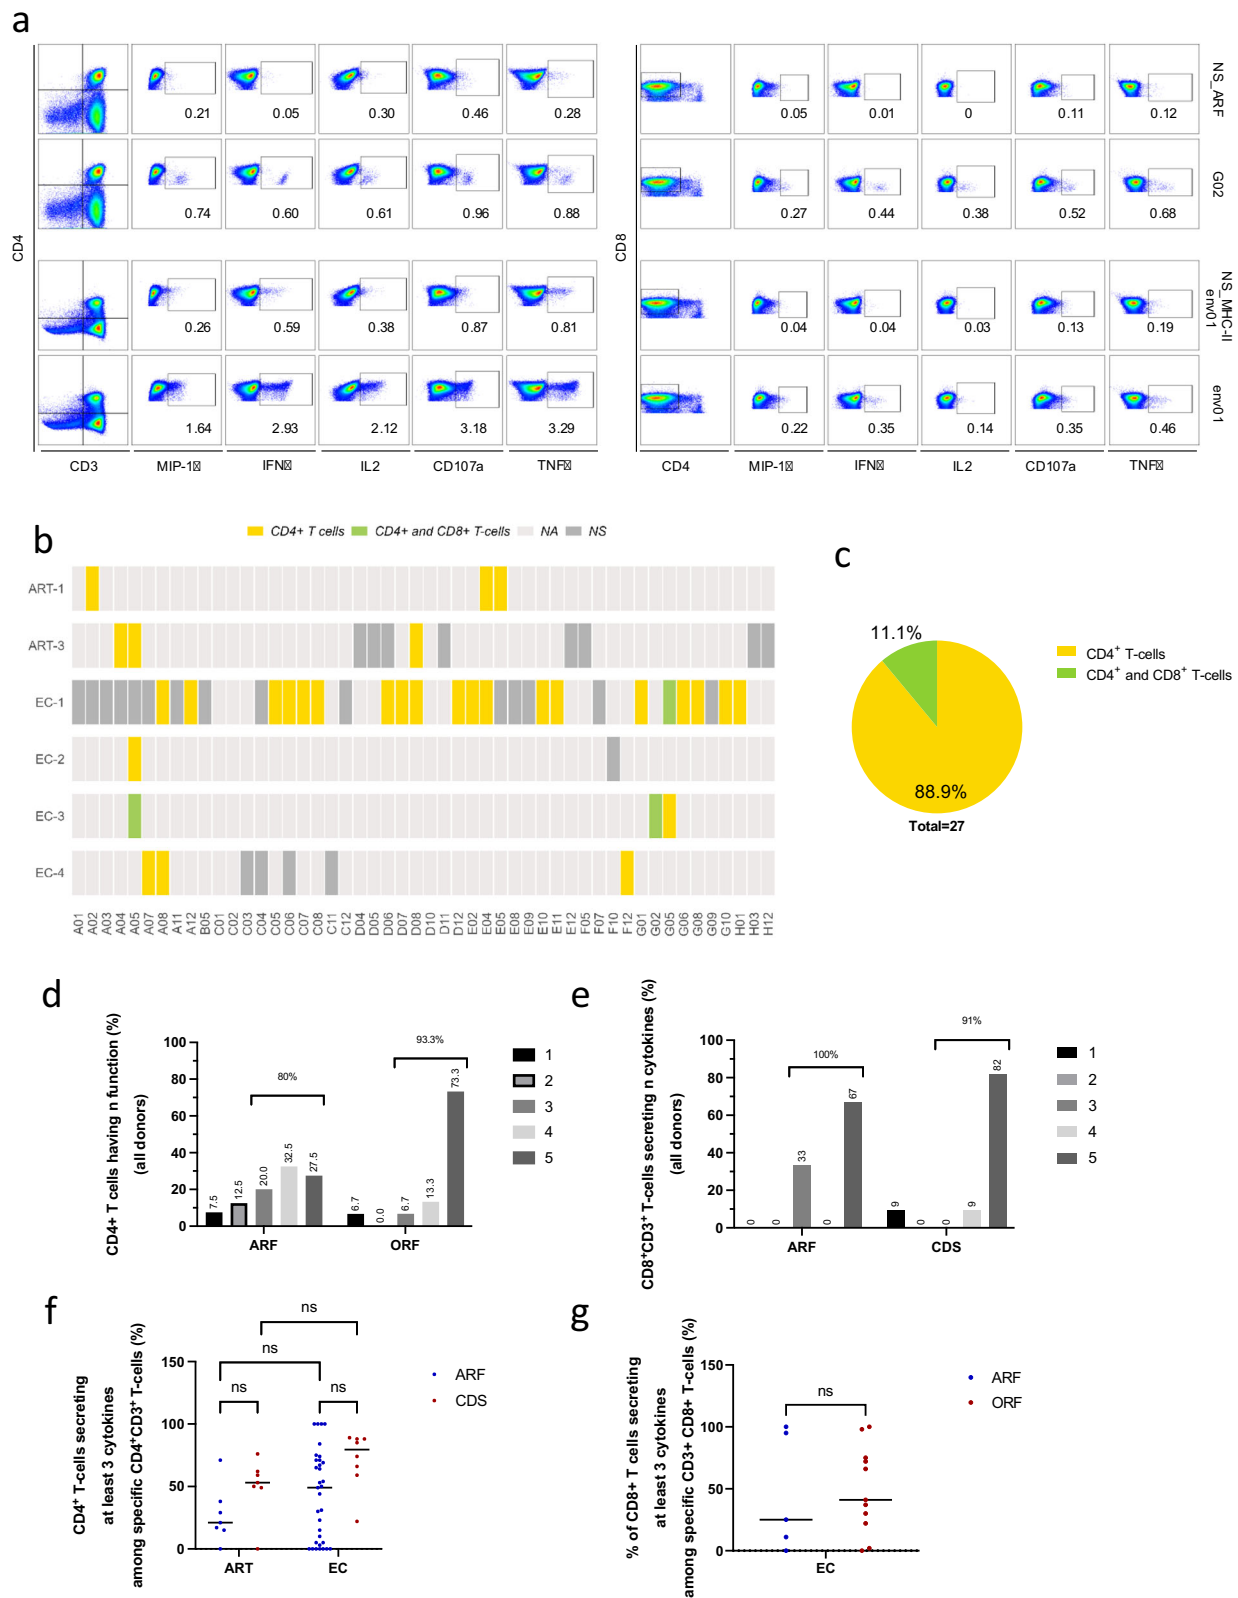 a
CD4
0.21 0.05 0.30 0.46 0.28
0.74 0.60 0.61 0.96 0.88
0.26 0.59 0.38 0.87 0.81
1.64 2.93 2.12 3.18 3.29
CD3 MIP-1 IFN IL2 CD107a TNF
CD8
0.05 0.01 0 0.11 0.12
NS_ARF
0.27 0.44 0.38 0.52 0.68
G02
0.04 0.04 0.03 0.13 0.19
NS_MHC-II
env01
0.22 0.35 0.14 0.35 0.46
env01
CD4 MIP-1 IFN IL2 CD107a TNF
b
CD4+ T cells CD4+ and CD8+ T-cells NA NS
ART-1
ART-3
EC-1
EC-2
EC-3
EC-4
A01 A02 A03 A04 A05 A07 A08 A11 A12 B05 C01 C02 C03 C04 C05 C06 C07 C08 C11 C12 D04 D05 D06 D07 D08 D10 D11 D12 E02 E04 E05 E08 E09 E10 E11 E12 F05 F07 F10 F12 G01 G02 G05 G06 G08 G09 G10 H01 H03 H12
c
11.1%
88.9%
Total=27
CD4+ T-cells
CD4+ and CD8+ T-cells
d
CD4+ T cells having n function (%)
(all donors)
100
80
60
40
20
0
80%
93.3%
7.5 12.5 20.0 32.5 27.5
6.7 0.0 6.7 13.3 73.3
ARF ORF
1
2
3
4
5
e
CD8+CD3+ T-cells secreting n cytokines (%)
(all donors)
100
80
60
40
20
0
100%
91%
0 0 33 0 67
9 0 0 9 82
ARF CDS
1
2
3
4
5
f
CD4+ T-cells secreting
at least 3 cytokines
among specific CD4+CD3+ T-cells (%)
150
100
50
0
ns
ns
ns
ns
ART EC
ARF
CDS
g
% of CD8+ T cells secreting
at least 3 cytokines
among specific CD3+ CD8+ T-cells (%)
150
100
50
0
ns
EC
ARF
ORF